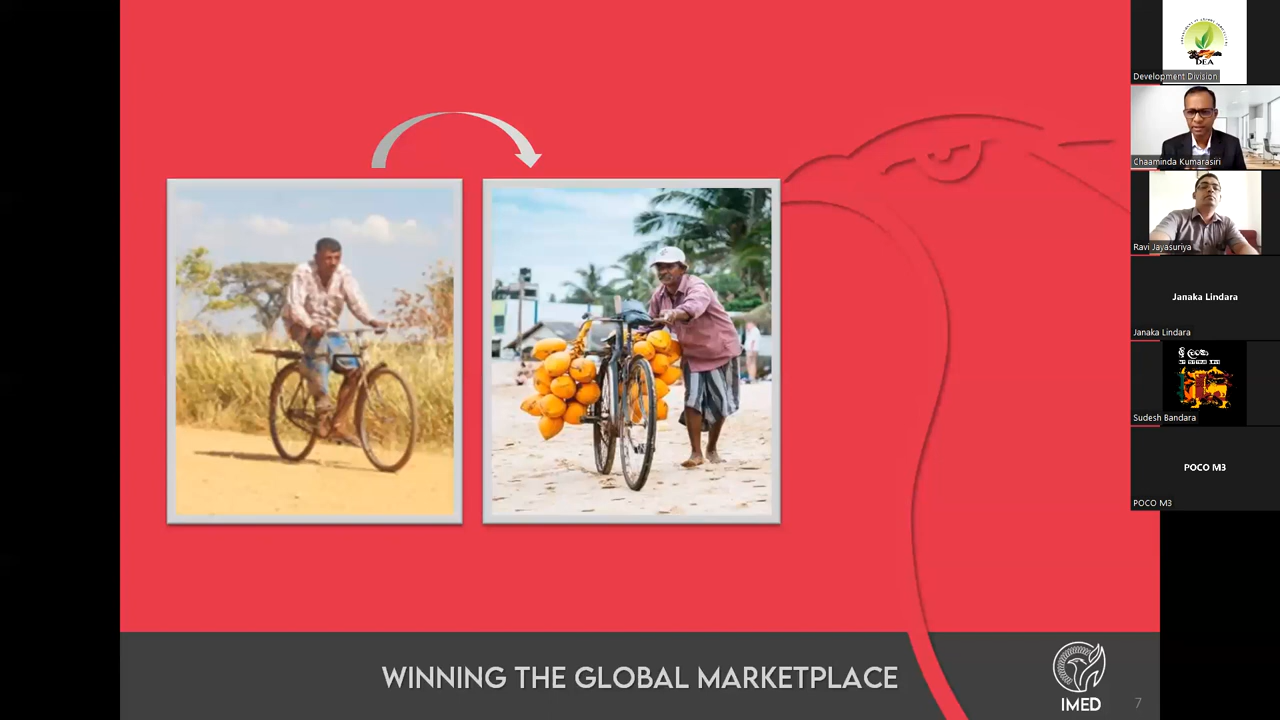 WINNING THE GLOBAL MARKETPLACE
IMED
7
DEA
Development Division
Chaaminda Kumarasiri
Ravi Jayasuriya
Janaka Lindara
Janaka Lindara
ශ්‍රී ලංකා
Sudesh Bandara
POCO M3
POCO M3